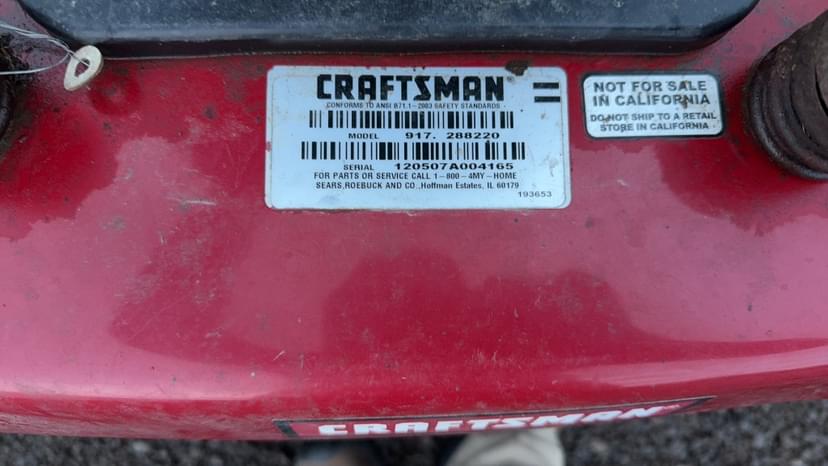 CRAFTSMAN
CONFORMS TO ANSI B71.1-2003 SAFETY STANDARDS
MODEL 917. 288220
SERIAL 120507A004165
FOR PARTS OR SERVICE CALL 1-800-4MY-HOME
SEARS,ROEBUCK AND CO.,Hoffman Estates, IL 60179
193653
NOT FOR SALE
IN CALIFORNIA
DO NOT SHIP TO A RETAIL
STORE IN CALIFORNIA
CRAFTSMAN